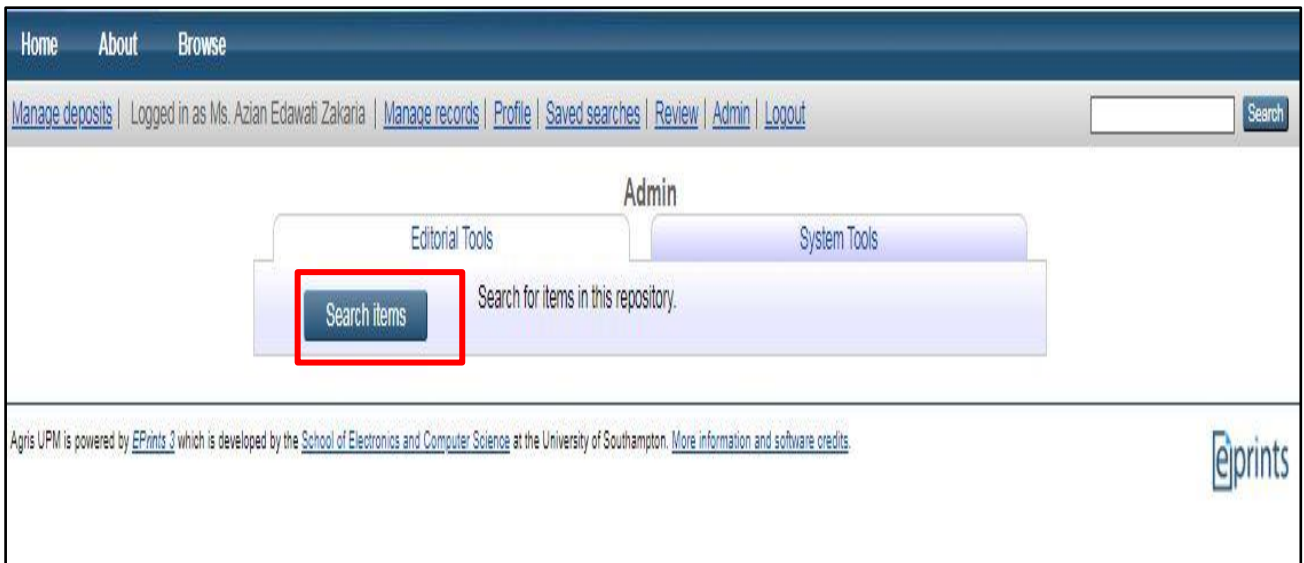 Home About Browse
Manage deposits | Logged in as Ms. Azian Edawati Zakaria | Manage records | Profile | Saved searches | Review | Admin | Logout Search
Admin
Editorial Tools System Tools
Search items Search for items in this repository.
Agris UPM is powered by EPrints 3 which is developed by the School of Electronics and Computer Science at the University of Southampton. More information and software credits.
eprints